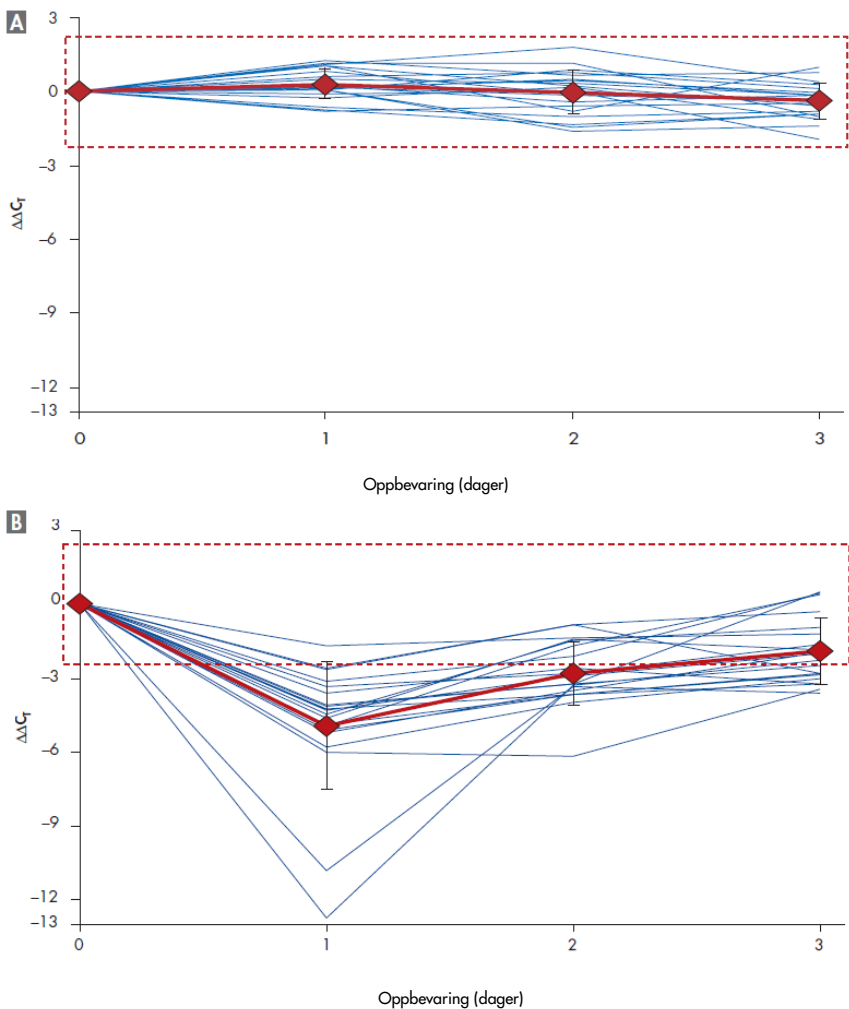 A
3
0
–3
–6
–9
–12
–13
ΔΔCT
0 1 2 3
Oppbevaring (dager)
B
3
0
–3
–6
–9
–12
–13
ΔΔCT
0 1 2 3
Oppbevaring (dager)